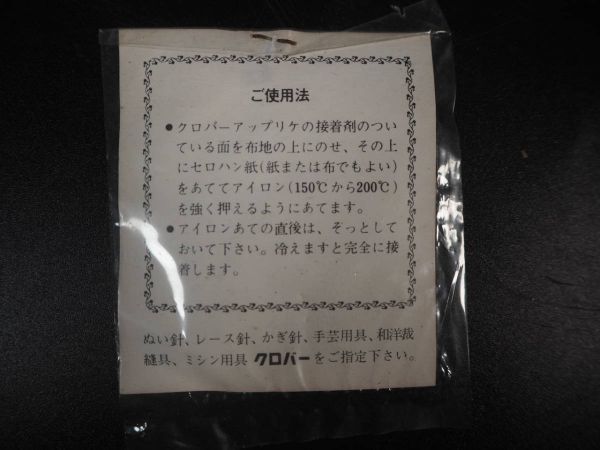 ご使用法
●クロバーアップリケの接着剤のつい
ている面を布地の上にのせ、その上
にセロハン紙(紙または布でもよい)
をあててアイロン(150℃から200℃)
を強く押えるようにあてます。
●アイロンあての直後は、そっとして
おいて下さい。冷えますと完全に接
着します。
ぬい針、レース針、かぎ針、手芸用具、和洋裁
縫具、ミシン用具クロバーをご指定下さい。